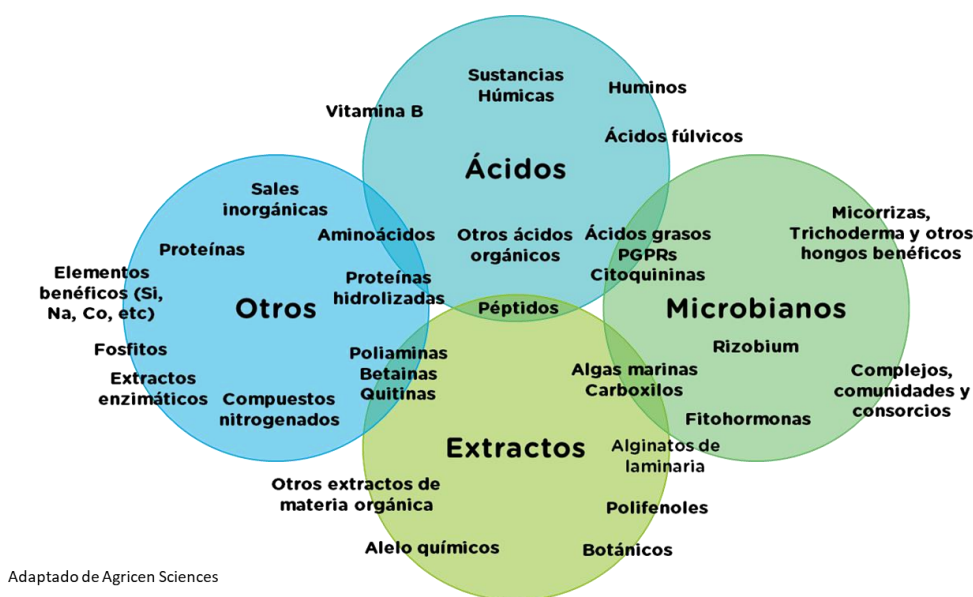 Sustancias
Húmicas
Huminos
Vitamina B
Ácidos fúlvicos
Ácidos
Otros ácidos
orgánicos
Sales
inorgánicas
Aminoácidos
Proteínas
Proteínas
hidrolizadas
Elementos
benéficos (Si,
Na, Co, etc)
Otros
Fosfitos
Extractos
enzimáticos
Compuestos
nitrogenados
Poliaminas
Betainas
Quitinas
Péptidos
Ácidos grasos
PGPRs
Citoquininas
Micorrizas,
Trichoderma y otros
hongos benéficos
Microbianos
Rizobium
Complejos,
comunidades y
consorcios
Fitohormonas
Algas marinas
Carboxilos
Extractos
Alginatos de
laminaria
Otros extractos de
materia orgánica
Polifenoles
Alelo químicos
Botánicos
Adaptado de Agricen Sciences